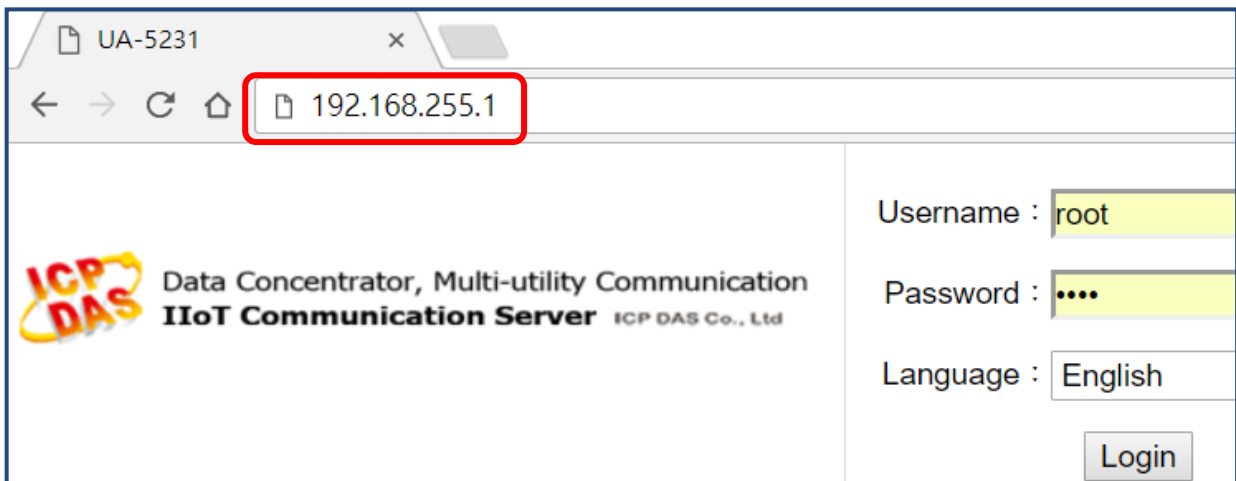 UA-5231
192.168.255.1
ICP DAS
Data Concentrator, Multi-utility Communication
IIoT Communication Server ICP DAS Co., Ltd
Username： root
Password： ••••
Language： English
Login